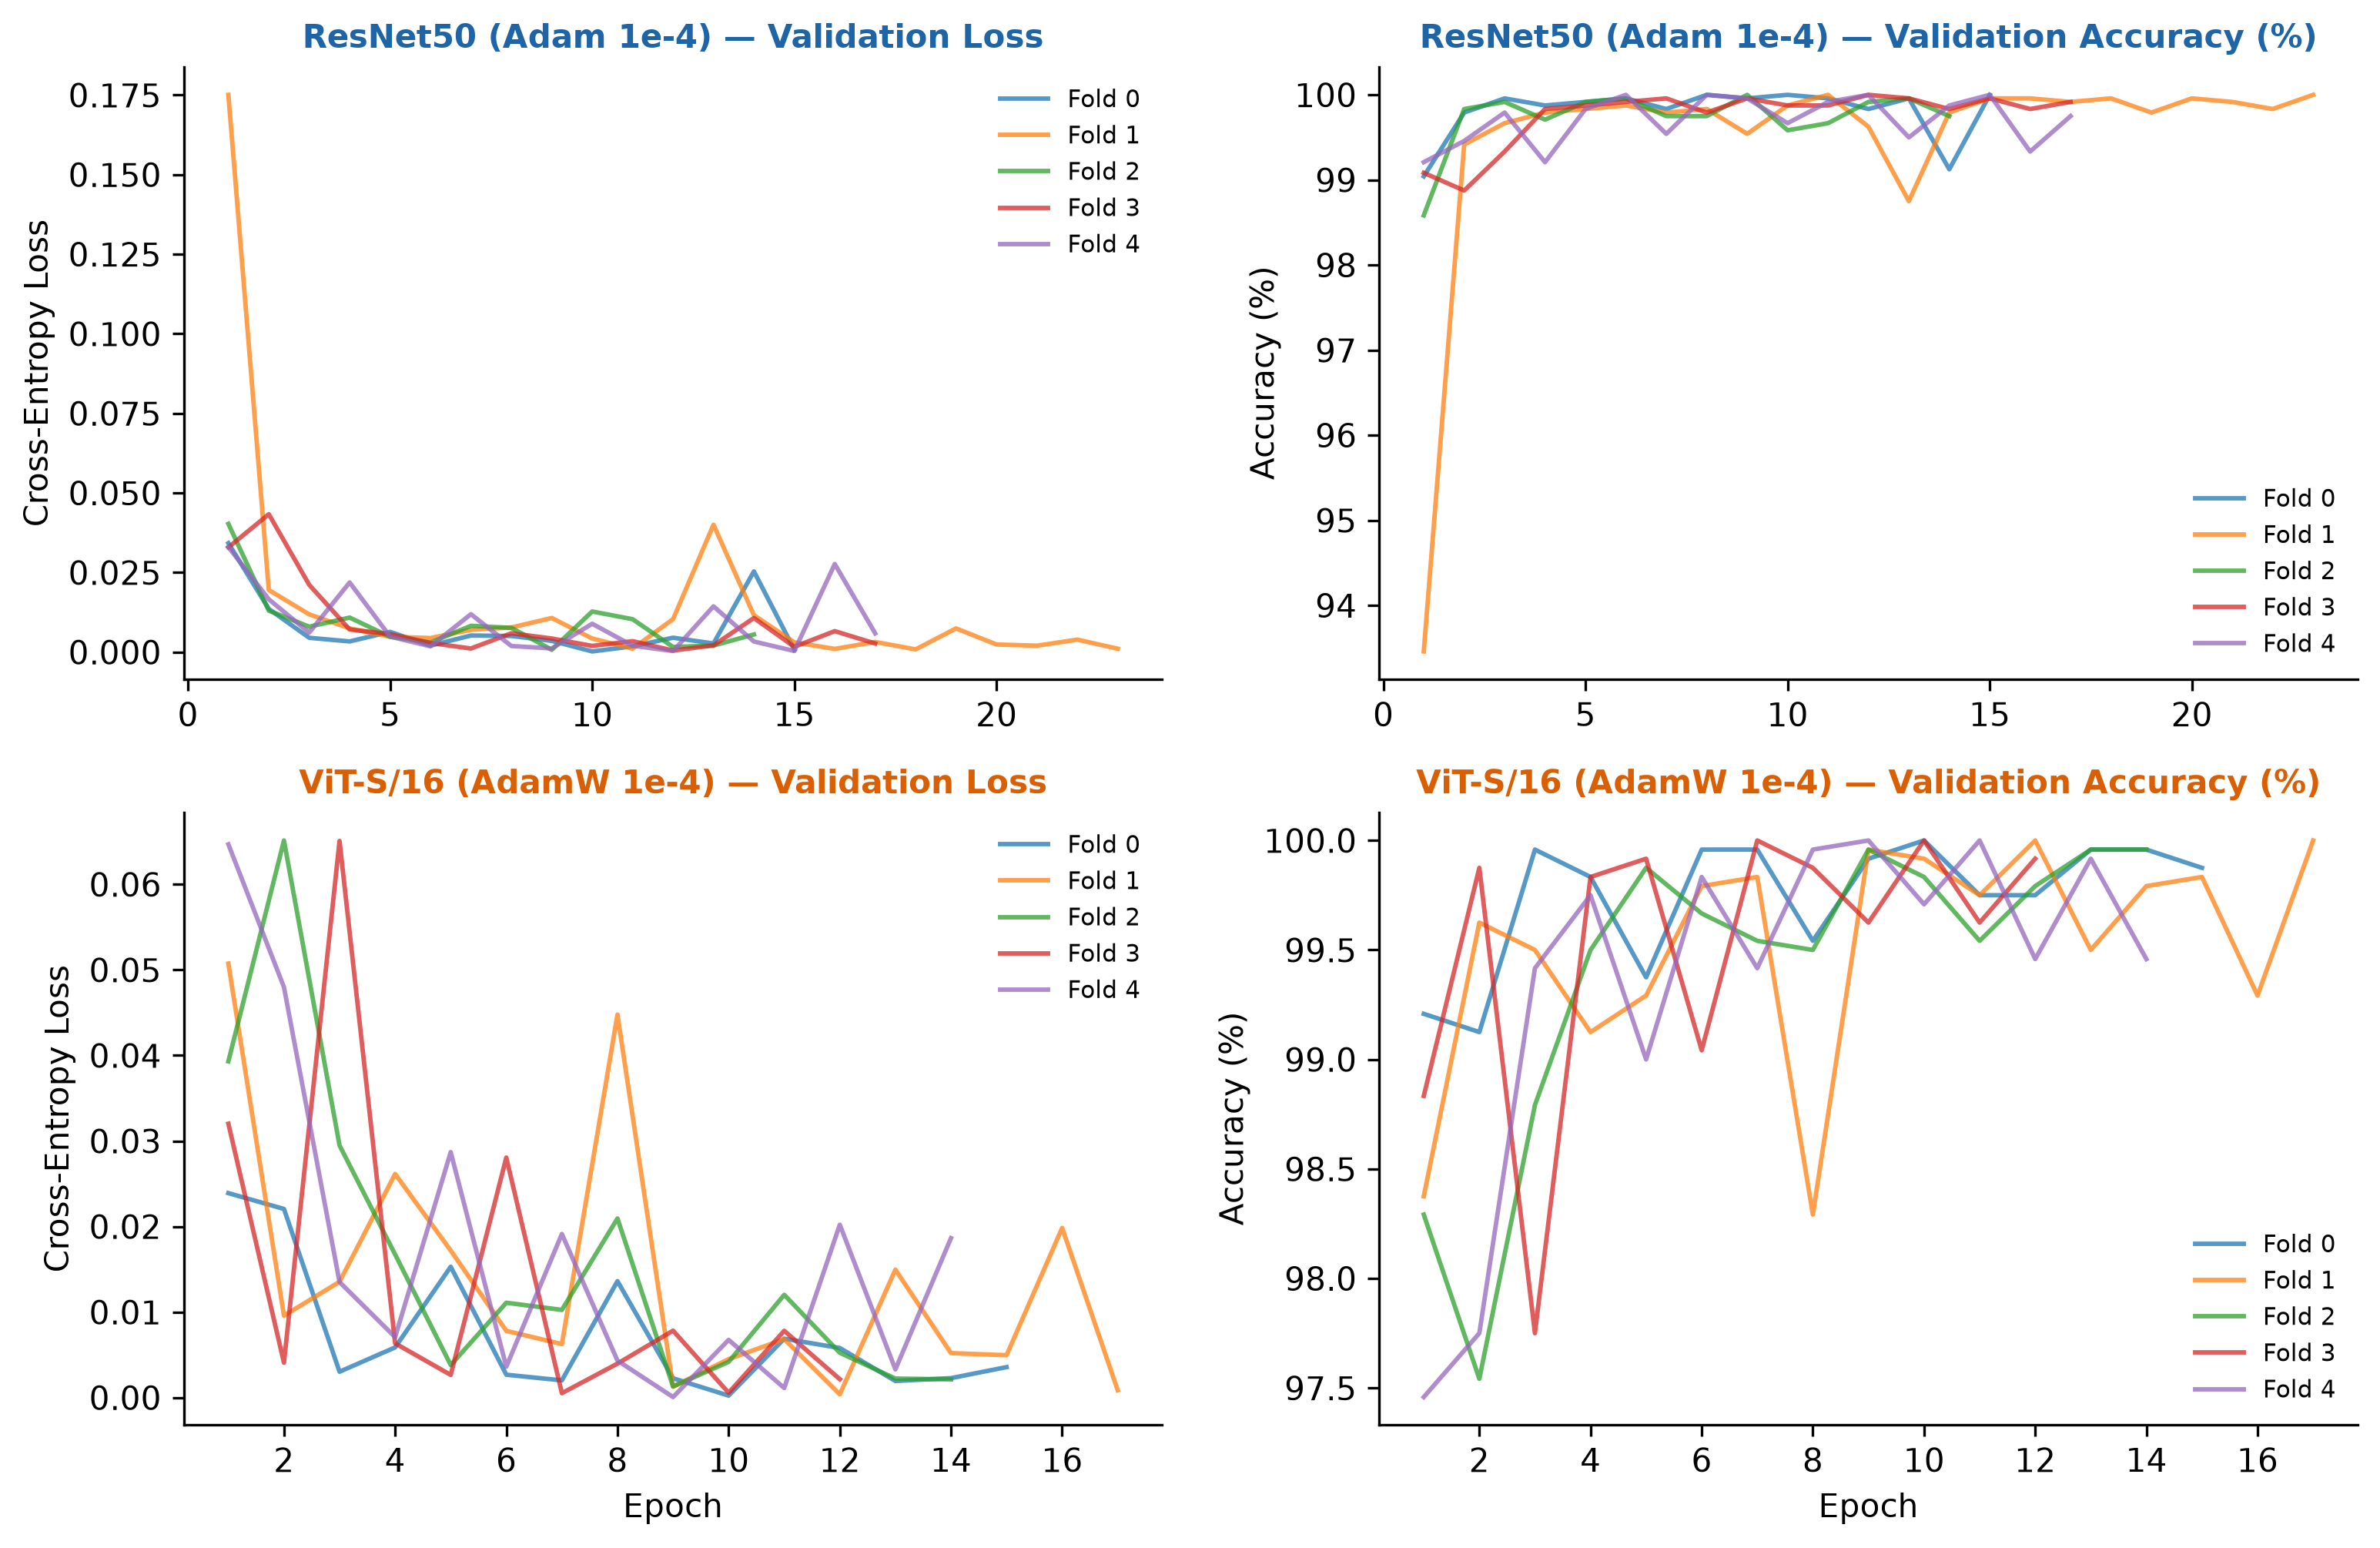 ResNet50 (Adam 1e-4) — Validation Loss
Cross-Entropy Loss
0.175
0.150
0.125
0.100
0.075
0.050
0.025
0.000
0 5 10 15 20
Fold 0
Fold 1
Fold 2
Fold 3
Fold 4
ResNet50 (Adam 1e-4) — Validation Accuracy (%)
Accuracy (%)
100
99
98
97
96
95
94
0 5 10 15 20
Fold 0
Fold 1
Fold 2
Fold 3
Fold 4
ViT-S/16 (AdamW 1e-4) — Validation Loss
Cross-Entropy Loss
0.06
0.05
0.04
0.03
0.02
0.01
0.00
2 4 6 8 10 12 14 16
Epoch
Fold 0
Fold 1
Fold 2
Fold 3
Fold 4
ViT-S/16 (AdamW 1e-4) — Validation Accuracy (%)
Accuracy (%)
100.0
99.5
99.0
98.5
98.0
97.5
2 4 6 8 10 12 14 16
Epoch
Fold 0
Fold 1
Fold 2
Fold 3
Fold 4